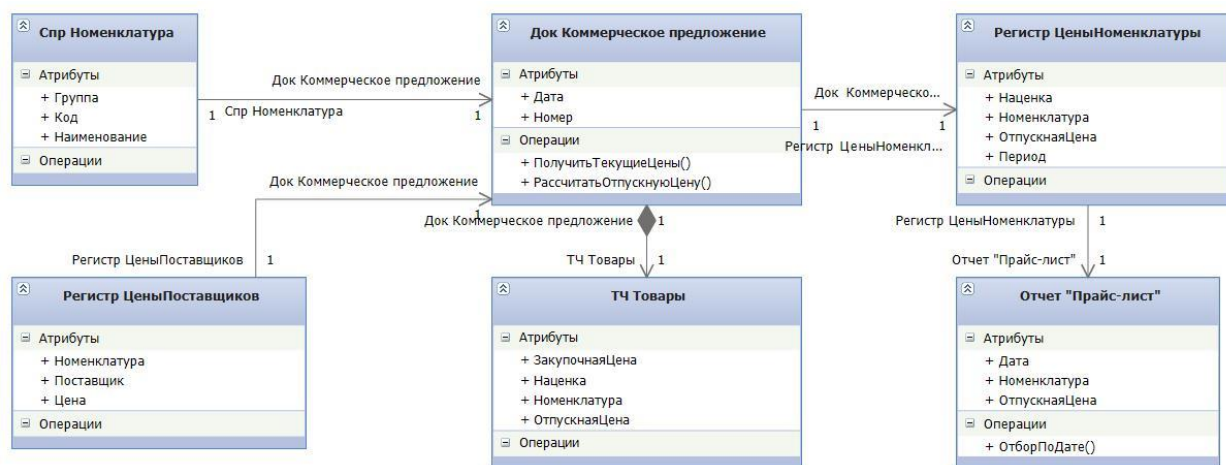 Спр Номенклатура
Атрибуты
+ Группа
+ Код
+ Наименование
Операции
Док Коммерческое предложение
1
Спр Номенклатура
1
Док Коммерческое предложение
Атрибуты
+ Дата
+ Номер
Операции
+ ПолучитьТекущиеЦены()
+ РассчитатьОтпускнуюЦену()
Док Коммерческо...
1
1
Регистр ЦеныНоменкл...
Регистр ЦеныНоменклатуры
Атрибуты
+ Наценка
+ Номенклатура
+ ОтпускнаяЦена
+ Период
Операции
Док Коммерческое предложение
1
Регистр ЦеныПоставщиков
1
Док Коммерческое предложение
1
ТЧ Товары
1
Регистр ЦеныНоменклатуры
1
Отчет "Прайс-лист"
1
Регистр ЦеныПоставщиков
Атрибуты
+ Номенклатура
+ Поставщик
+ Цена
Операции
ТЧ Товары
Атрибуты
+ ЗакупочнаяЦена
+ Наценка
+ Номенклатура
+ ОтпускнаяЦена
Операции
Отчет "Прайс-лист"
Атрибуты
+ Дата
+ Номенклатура
+ ОтпускнаяЦена
Операции
+ ОтборПоДате()